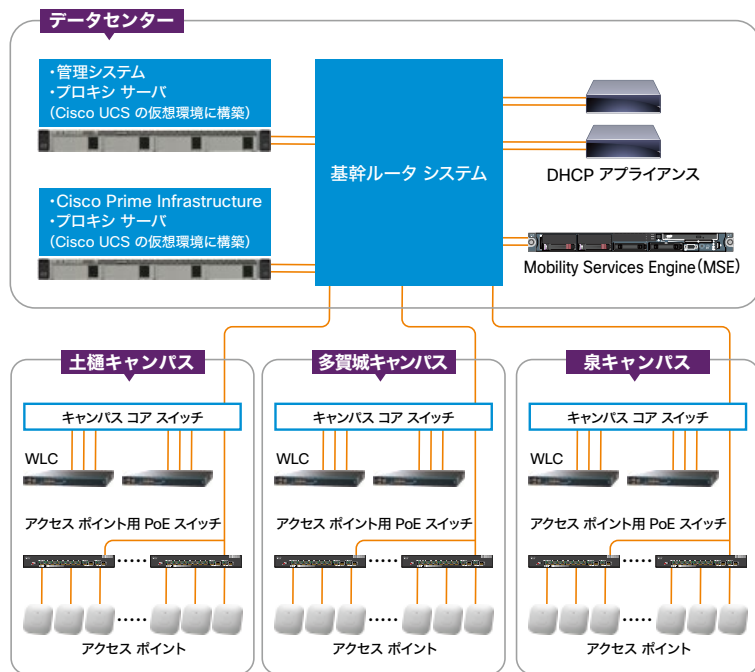 データセンター
・管理システム
・プロキシ サーバ
(Cisco UCS の仮想環境に構築)
・Cisco Prime Infrastructure
・プロキシ サーバ
(Cisco UCS の仮想環境に構築)
基幹ルータ システム
DHCP アプライアンス
Mobility Services Engine(MSE)
土樋キャンパス
キャンパス コア スイッチ
WLC
アクセス ポイント用 PoE スイッチ
アクセス ポイント
多賀城キャンパス
キャンパス コア スイッチ
WLC
アクセス ポイント用 PoE スイッチ
アクセス ポイント
泉キャンパス
キャンパス コア スイッチ
WLC
アクセス ポイント用 PoE スイッチ
アクセス ポイント